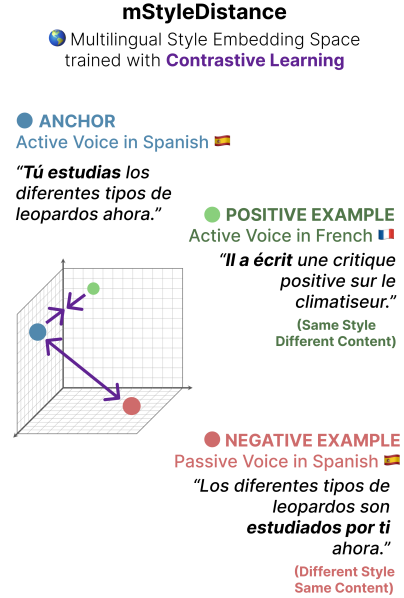 mStyleDistance
🌎 Multilingual Style Embedding Space
trained with Contrastive Learning
ANCHOR
Active Voice in Spanish 🇪🇸
“Tú estudias los
diferentes tipos de
leopardos ahora.”
POSITIVE EXAMPLE
Active Voice in French 🇫🇷
“Il a écrit une critique
positive sur le
climatiseur.”
(Same Style
Different Content)
NEGATIVE EXAMPLE
Passive Voice in Spanish 🇪🇸
“Los diferentes tipos de
leopardos son
estudiados por ti
ahora.”
(Different Style
Same Content)